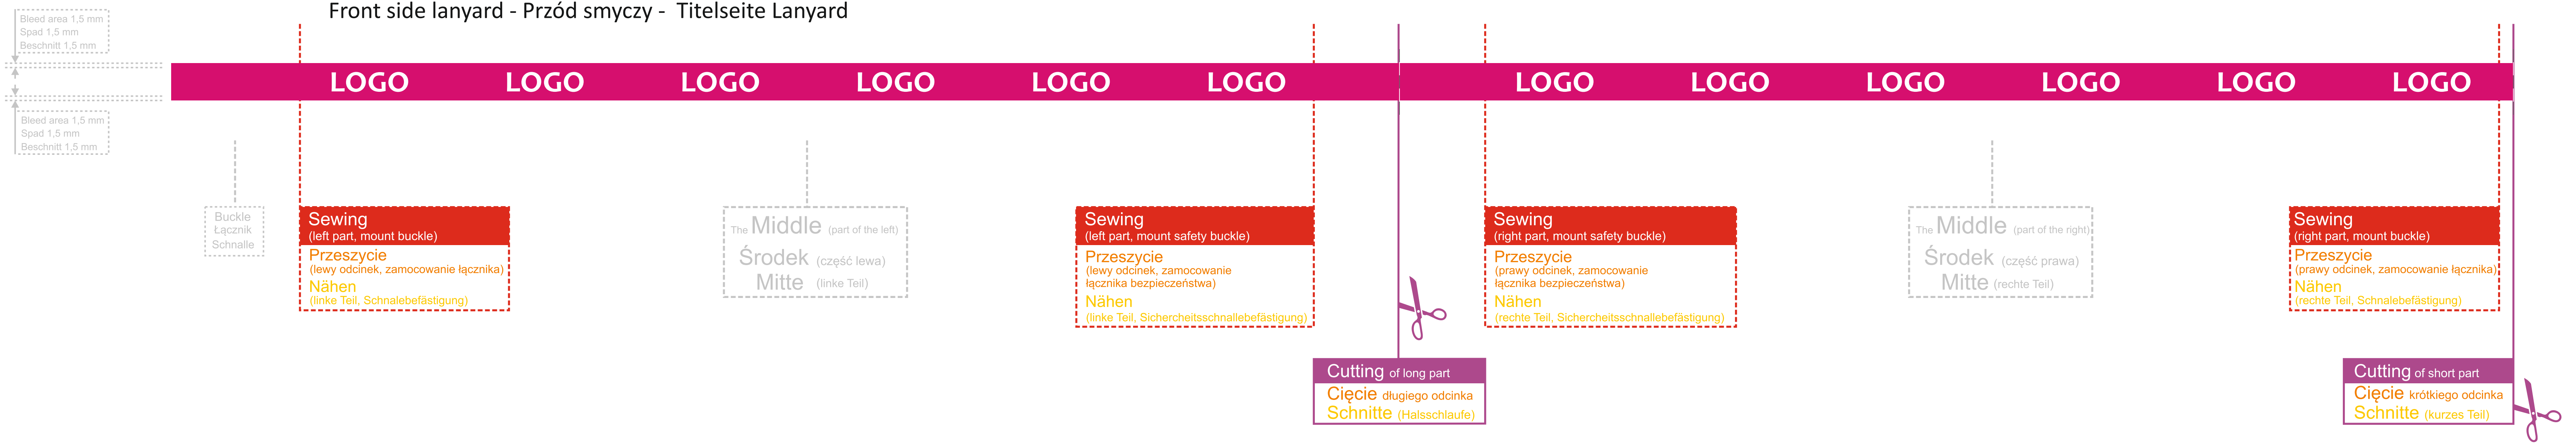 Front side lanyard - Przód smyczy - Titelseite Lanyard
Bleed area 1,5 mm
Spad 1,5 mm
Beschnitt 1,5 mm
LOGO LOGO LOGO LOGO LOGO LOGO LOGO LOGO LOGO LOGO LOGO LOGO
Bleed area 1,5 mm
Spad 1,5 mm
Beschnitt 1,5 mm
Buckle
Łącznik
Schnalle
Sewing
(left part, mount buckle)
Przeszycie
(lewy odcinek, zamocowanie łącznika)
Nähen
(linke Teil, Schnalebefästigung)
The Middle (part of the left)
Środek (część lewa)
Mitte (linke Teil)
Sewing
(left part, mount safety buckle)
Przeszycie
(lewy odcinek, zamocowanie
łącznika bezpieczeństwa)
Nähen
(linke Teil, Sichercheitsschnallebefästigung)
Sewing
(right part, mount safety buckle)
Przeszycie
(prawy odcinek, zamocowanie
łącznika bezpieczeństwa)
Nähen
(rechte Teil, Sichercheitsschnallebefästigung)
The Middle (part of the right)
Środek (część prawa)
Mitte (rechte Teil)
Sewing
(right part, mount buckle)
Przeszycie
(prawy odcinek, zamocowanie łącznika)
Nähen
(rechte Teil, Schnalebefästigung)
Cutting of long part
Cięcie długiego odcinka
Schnitte (Halsschlaufe)
Cutting of short part
Cięcie krótkiego odcinka
Schnitte (kurzes Teil)